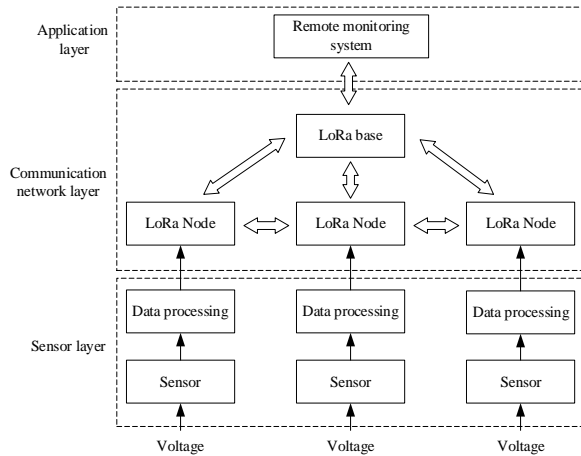 Application
layer
Remote monitoring
system
LoRa base
Communication
network layer
LoRa Node
LoRa Node
LoRa Node
Data processing
Data processing
Data processing
Sensor layer
Sensor
Sensor
Sensor
Voltage
Voltage
Voltage